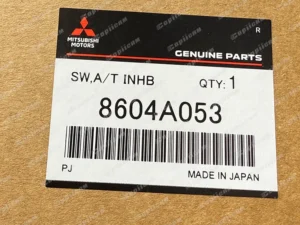 MITSUBISHI
MOTORS
GENUINE PARTS
R
SW,A/T INHB
QTY:1
8604A053
PJ
MADE IN JAPAN